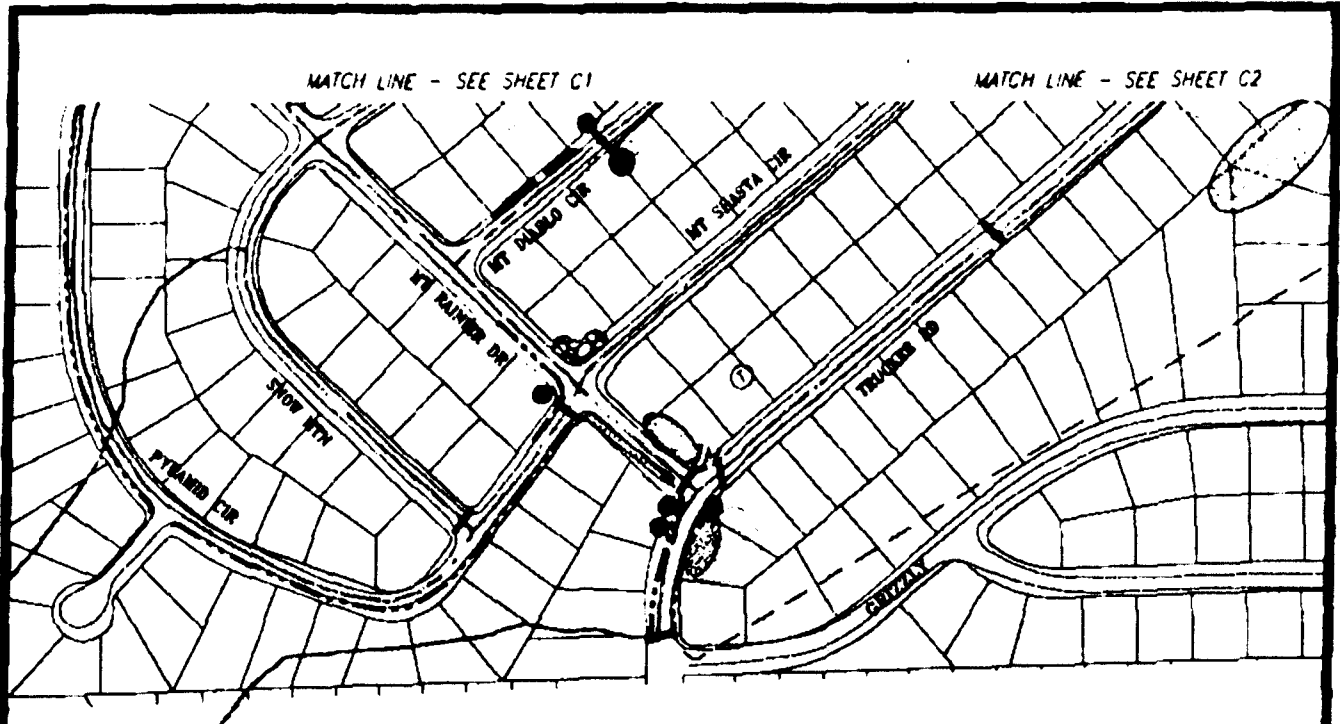 MATCH LINE - SEE SHEET C1
MATCH LINE - SEE SHEET C2
MT DIABLO CIR
MT SHASTA CIR
MT RAINIER DR
TRUCKEE RD
SNOW MTN
PYRAMID CIR
GRIZZLY